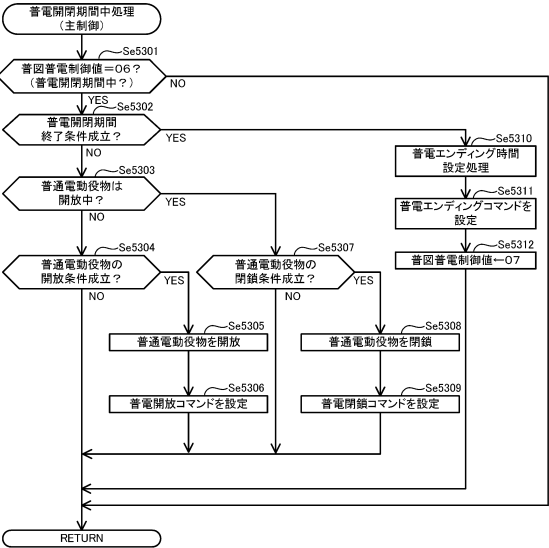 普電開閉期間中処理
(主制御)
Se5301
普図普電制御値＝06？
(普電開閉期間中？)
NO
YES
Se5302
普電開閉期間
終了条件成立？
YES
NO
Se5310
普電エンディング時間
設定処理
Se5303
普通電動役物は
開放中？
YES
NO
Se5311
普電エンディングコマンドを
設定
Se5312
普図普電制御値←07
Se5304
普通電動役物の
開放条件成立？
YES
NO
Se5307
普通電動役物の
閉鎖条件成立？
YES
NO
Se5305
普通電動役物を開放
Se5308
普通電動役物を閉鎖
Se5306
普電開放コマンドを設定
Se5309
普電閉鎖コマンドを設定
RETURN